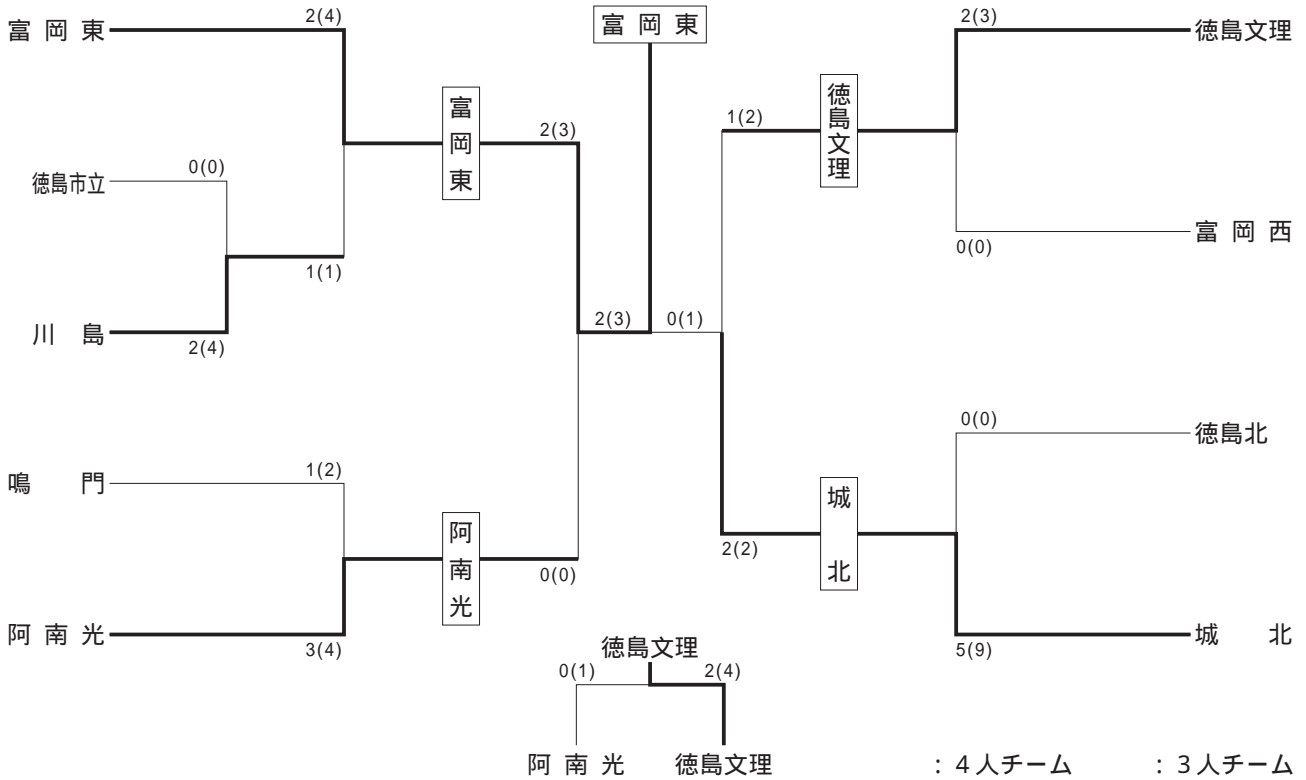 富岡東
2(4)
徳島市立
0(0)
川島
2(4)
1(1)
富岡東
2(3)
鳴門
1(2)
阿南光
3(4)
阿南光
0(0)
富岡東
2(3)
0(1)
徳島文理
2(3)
富岡西
0(0)
徳島文理
1(2)
徳島北
0(0)
城北
5(9)
城北
2(2)
徳島文理
0(1)
2(4)
阿南光
徳島文理
:4人チーム
:3人チーム